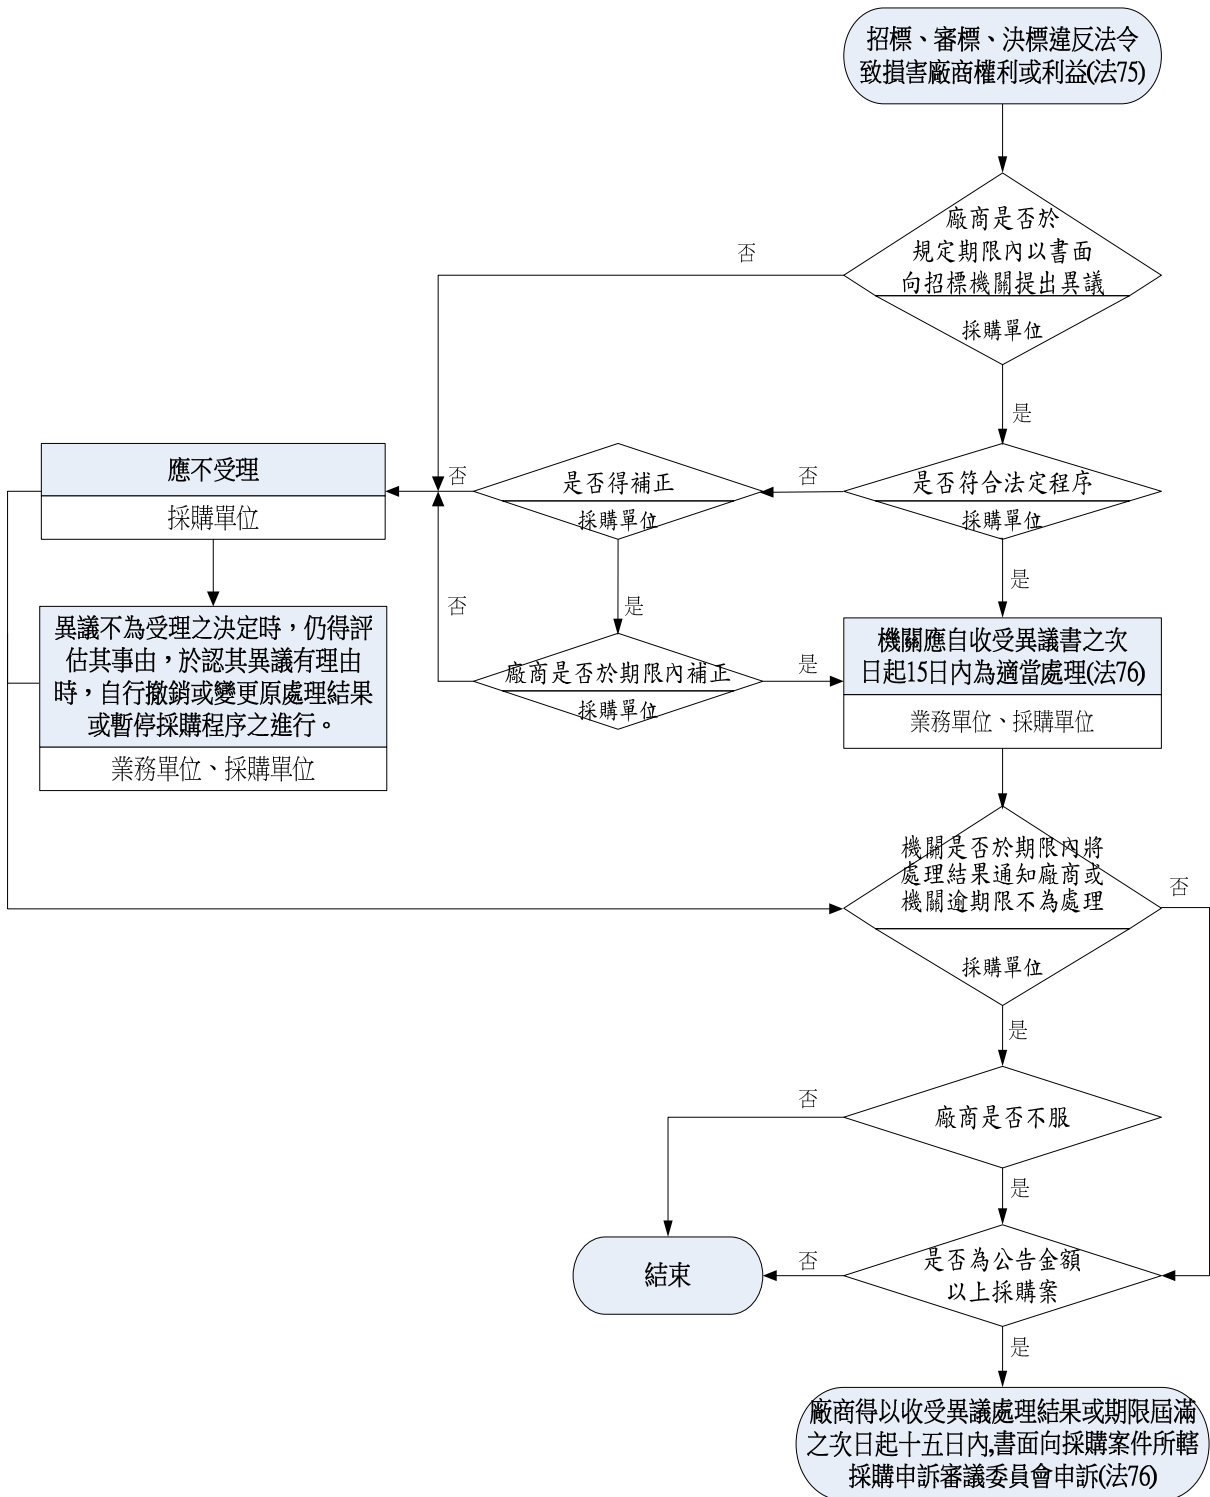 招標、審標、決標違反法令
致損害廠商權利或利益(法75)
廠商是否於
規定期限內以書面
向招標機關提出異議
採購單位
否
是
應不受理
採購單位
否
是否得補正
採購單位
否
是否符合法定程序
採購單位
是
是
否
異議不為受理之決定時，仍得評
估其事由，於認其異議有理由
時，自行撤銷或變更原處理結果
或暫停採購程序之進行。
業務單位、採購單位
廠商是否於期限內補正
採購單位
是
機關應自收受異議書之次
日起15日內為適當處理(法76)
業務單位、採購單位
機關是否於期限內將
處理結果通知廠商或
機關逾期限不為處理
採購單位
否
是
廠商是否不服
否
是
是否為公告金額
以上採購案
否
結束
是
廠商得以收受異議處理結果或期限屆滿
之次日起十五日內,書面向採購案件所轄
採購申訴審議委員會申訴(法76)